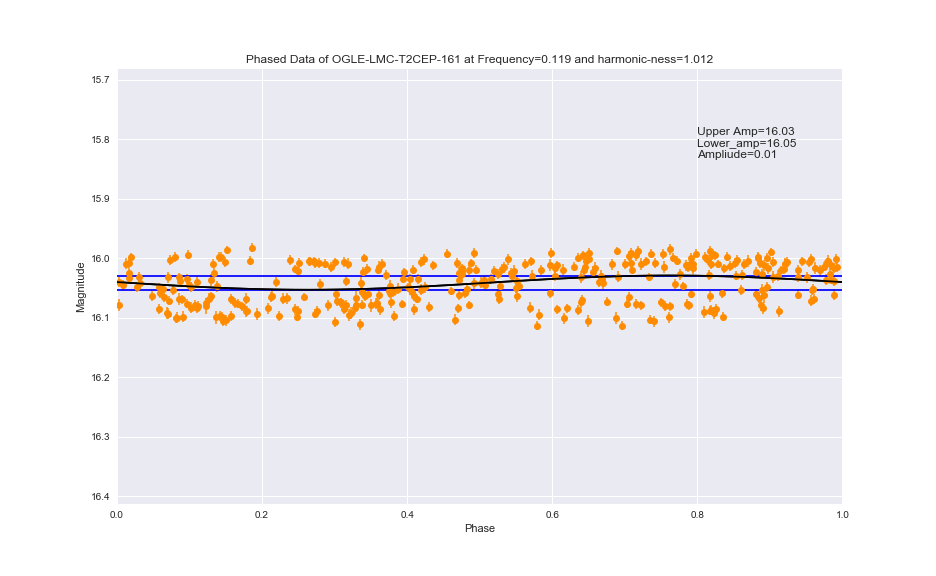 Phased Data of OGLE-LMC-T2CEP-161 at Frequency=0.119 and harmonic-ness=1.012
15.7
15.8
15.9
16.0
16.1
16.2
16.3
16.4
Magnitude
Upper Amp=16.03
Lower_amp=16.05
Ampliude=0.01
0.0
0.2
0.4
0.6
0.8
1.0
Phase